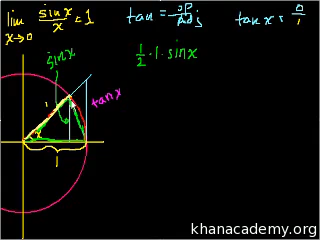 lim x→0 sin x / x = 1
tan = OP / Adj
tan x = o / 1
1/2 · 1 · sin x
sin x
tan x
1
x
1
khanacademy.org